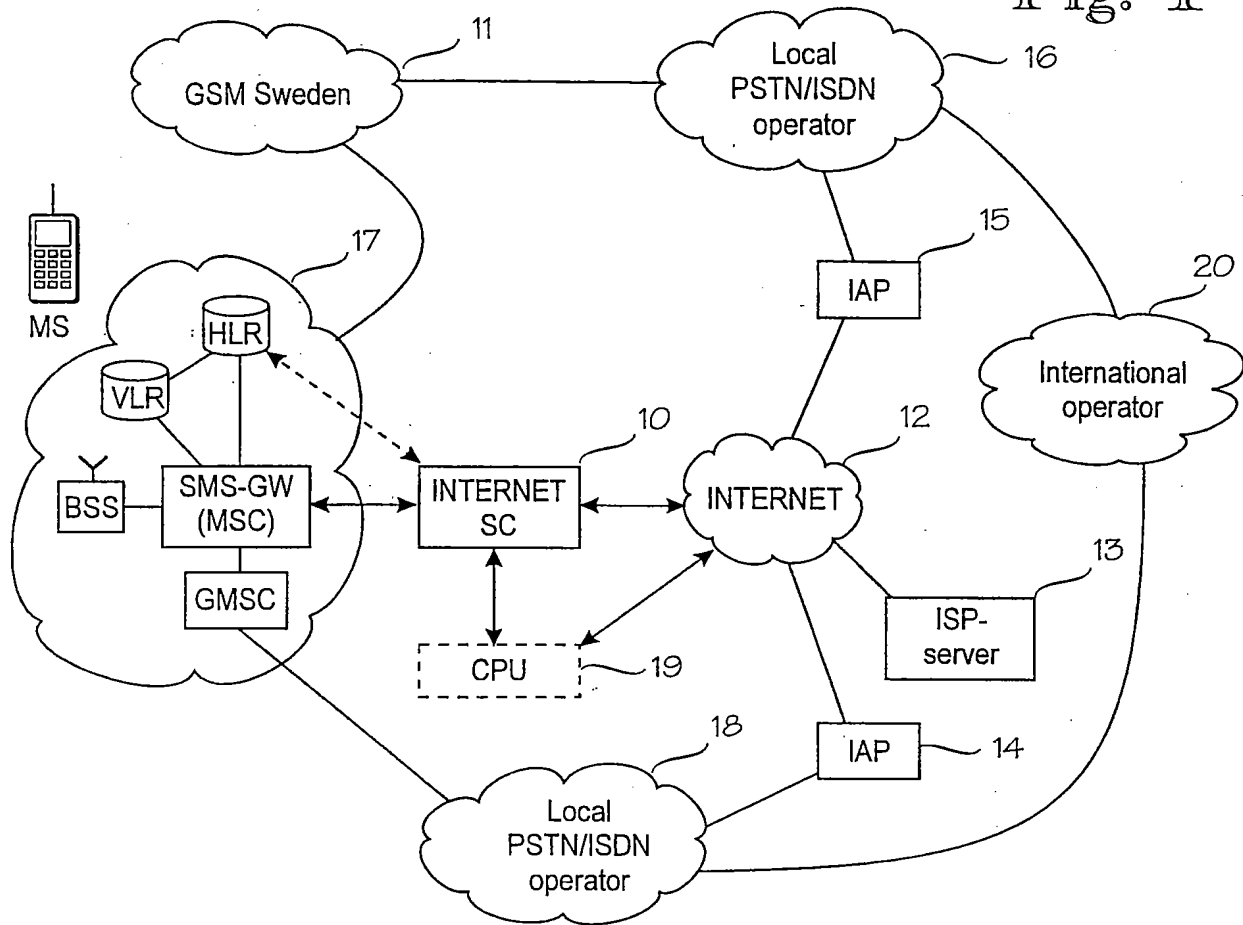 Fig. 1
11
GSM Sweden
Local
PSTN/ISDN
operator
16
MS
17
HLR
VLR
BSS
SMS-GW
(MSC)
GMSC
15
IAP
20
International
operator
10
INTERNET
SC
12
INTERNET
13
ISP-
server
CPU
19
IAP
14
18
Local
PSTN/ISDN
operator